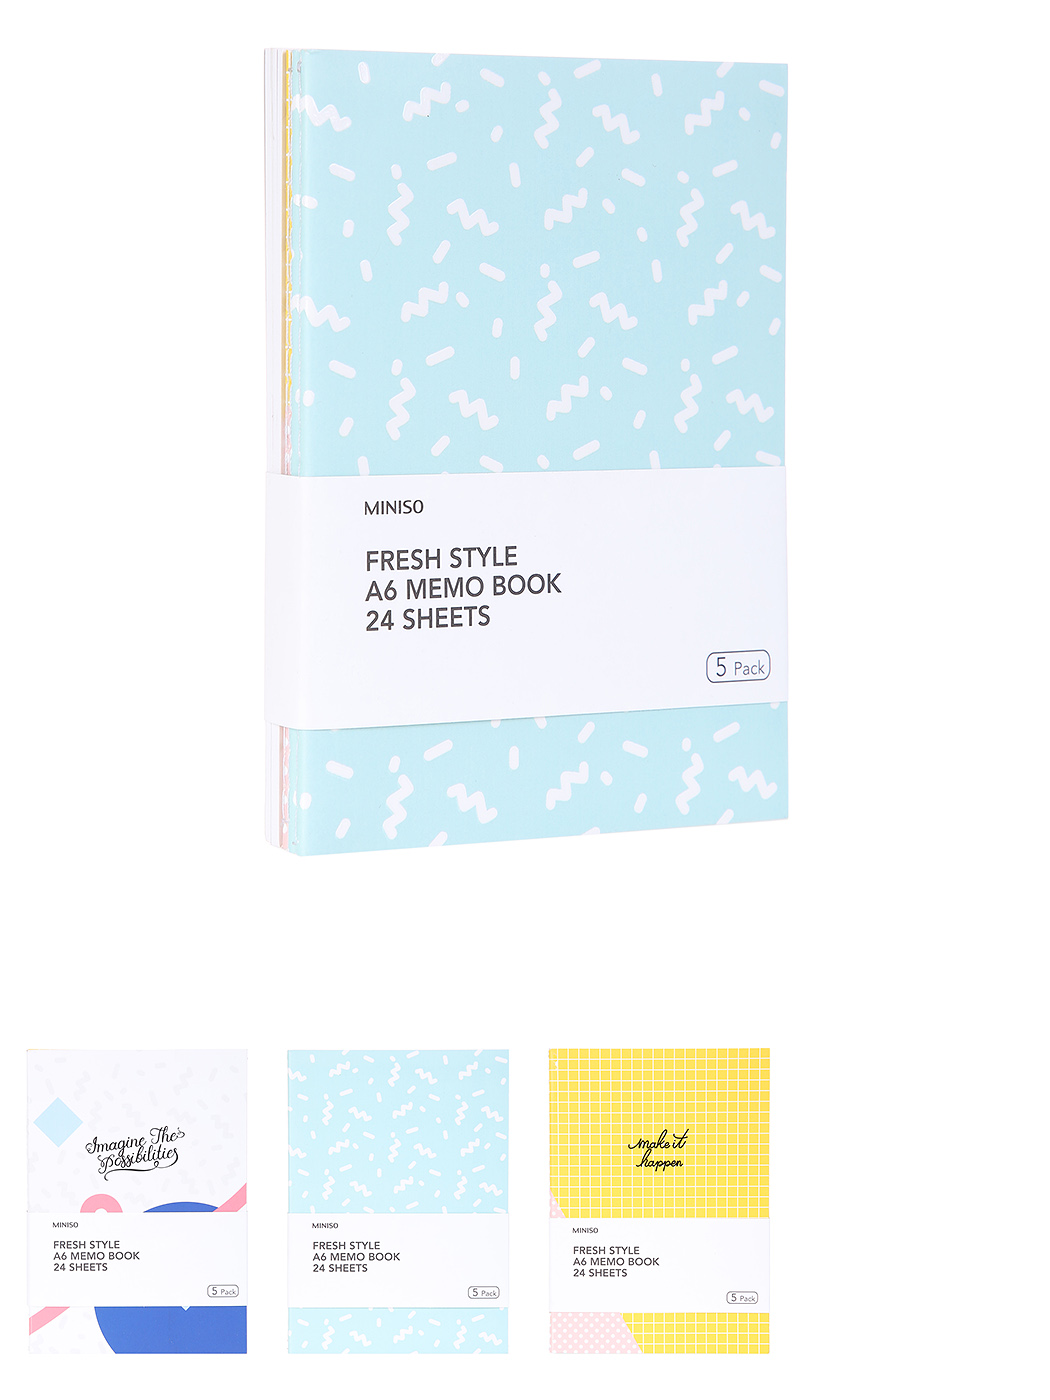 MINISO
FRESH STYLE
A6 MEMO BOOK
24 SHEETS
5 Pack
Imagine The
Possibilities
MINISO
FRESH STYLE
A6 MEMO BOOK
24 SHEETS
5 Pack
MINISO
FRESH STYLE
A6 MEMO BOOK
24 SHEETS
5 Pack
make it
happen
MINISO
FRESH STYLE
A6 MEMO BOOK
24 SHEETS
5 Pack